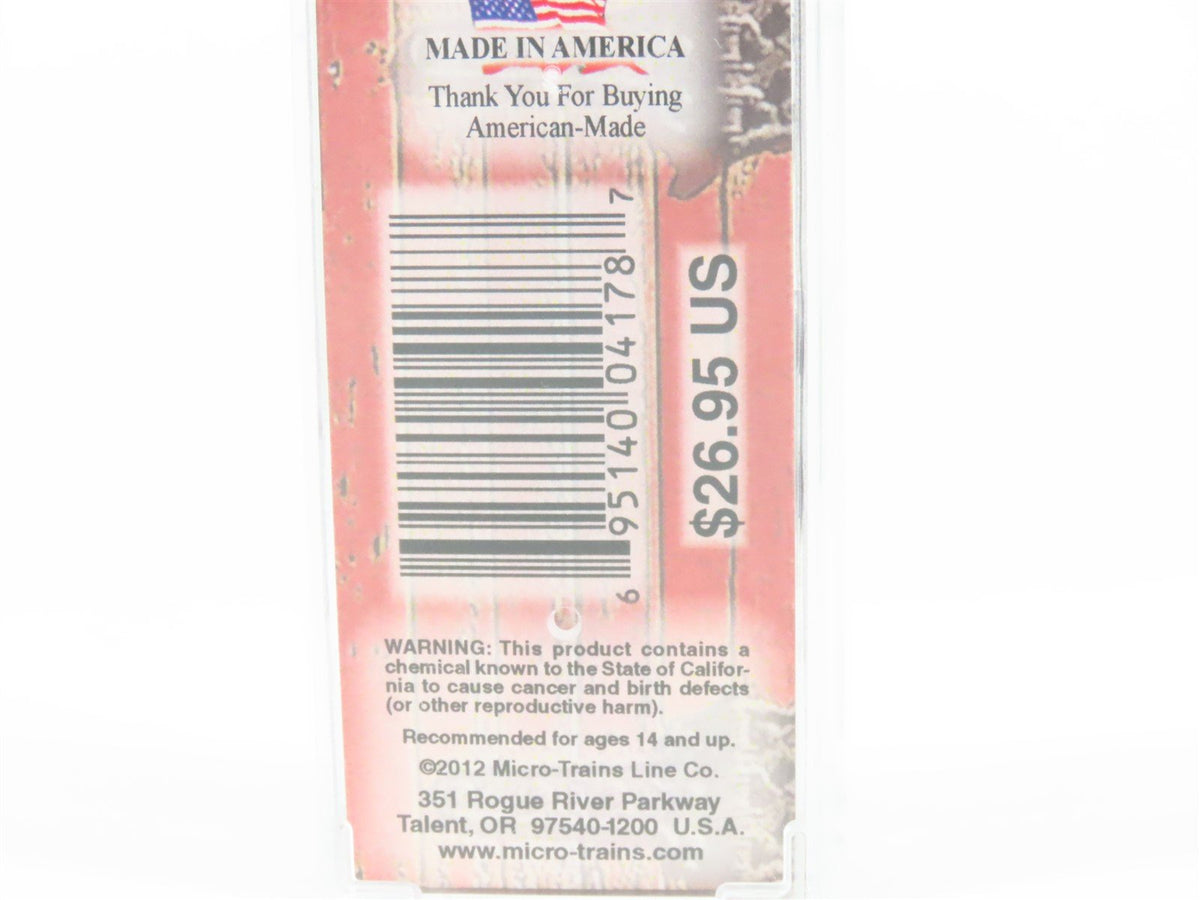 MADE IN AMERICA
Thank You For Buying
American-Made
6 95140 04178 7
$26.95 US
WARNING: This product contains a
chemical known to the State of Califor-
nia to cause cancer and birth defects
(or other reproductive harm).
Recommended for ages 14 and up.
©2012 Micro-Trains Line Co.
351 Rogue River Parkway
Talent, OR 97540-1200 U.S.A.
www.micro-trains.com